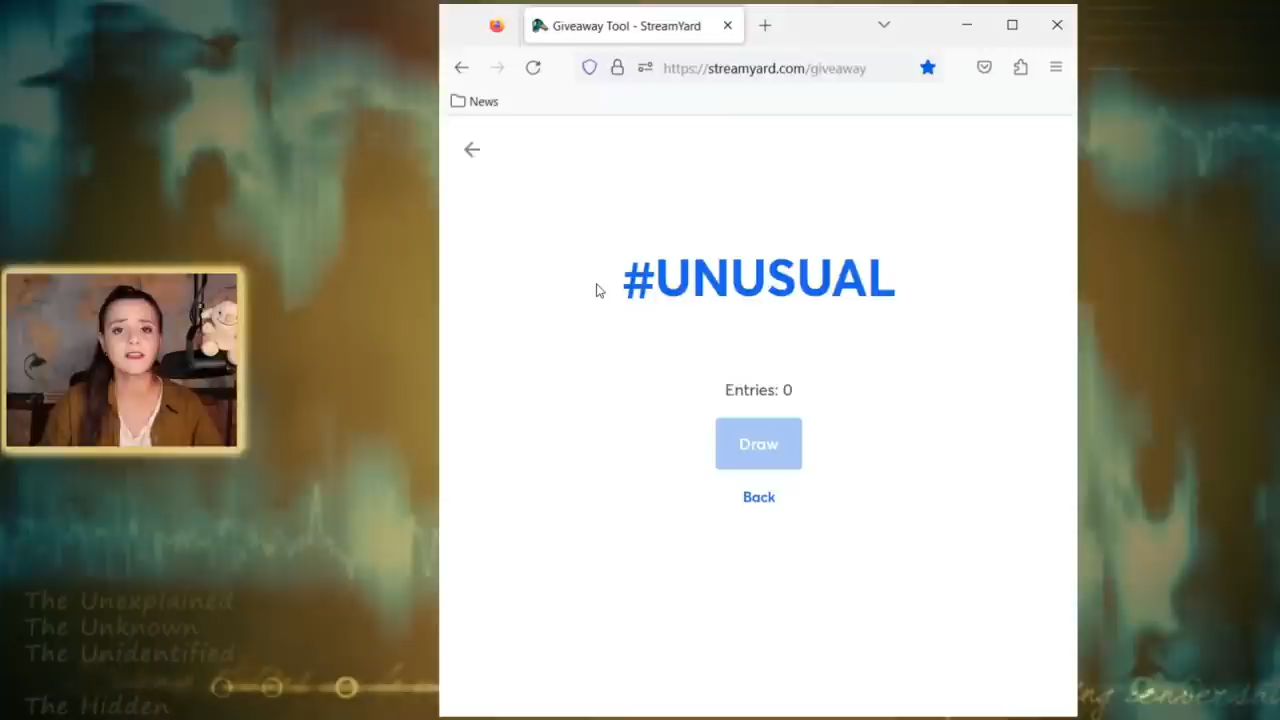 Giveaway Tool - StreamYard
https://streamyard.com/giveaway
News
#UNUSUAL
Entries: 0
Draw
Back
The Unexplained
The Unknown
The Unidentified
The Hidden